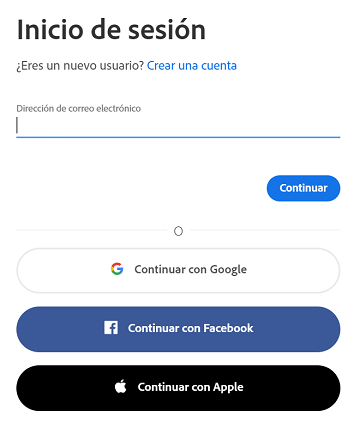 Inicio de sesión
¿Eres un nuevo usuario? Crear una cuenta
Dirección de correo electrónico
Continuar
O
Continuar con Google
Continuar con Facebook
Continuar con Apple